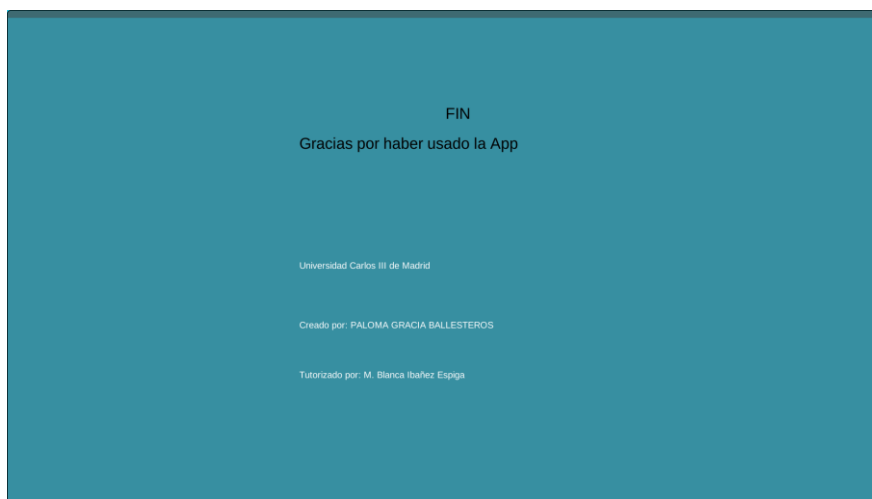 FIN
Gracias por haber usado la App
Universidad Carlos III de Madrid
Creado por: PALOMA GRACIA BALLESTEROS
Tutorizado por: M. Blanca Ibañez Espiga